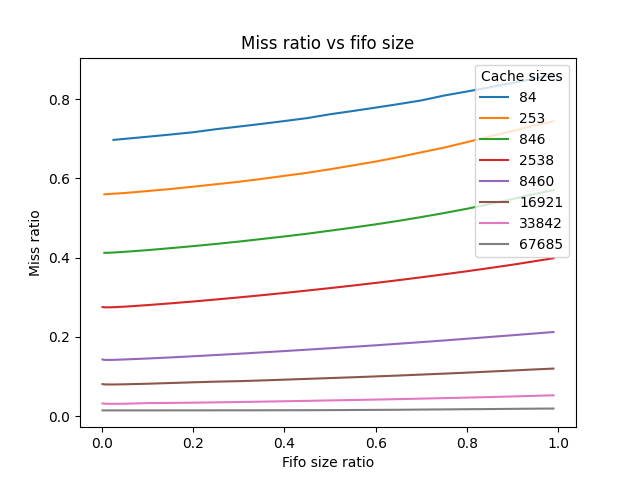 Miss ratio vs fifo size
Cache sizes
84
253
846
2538
8460
16921
33842
67685
Miss ratio
0.8
0.6
0.4
0.2
0.0
0.0 0.2 0.4 0.6 0.8 1.0
Fifo size ratio